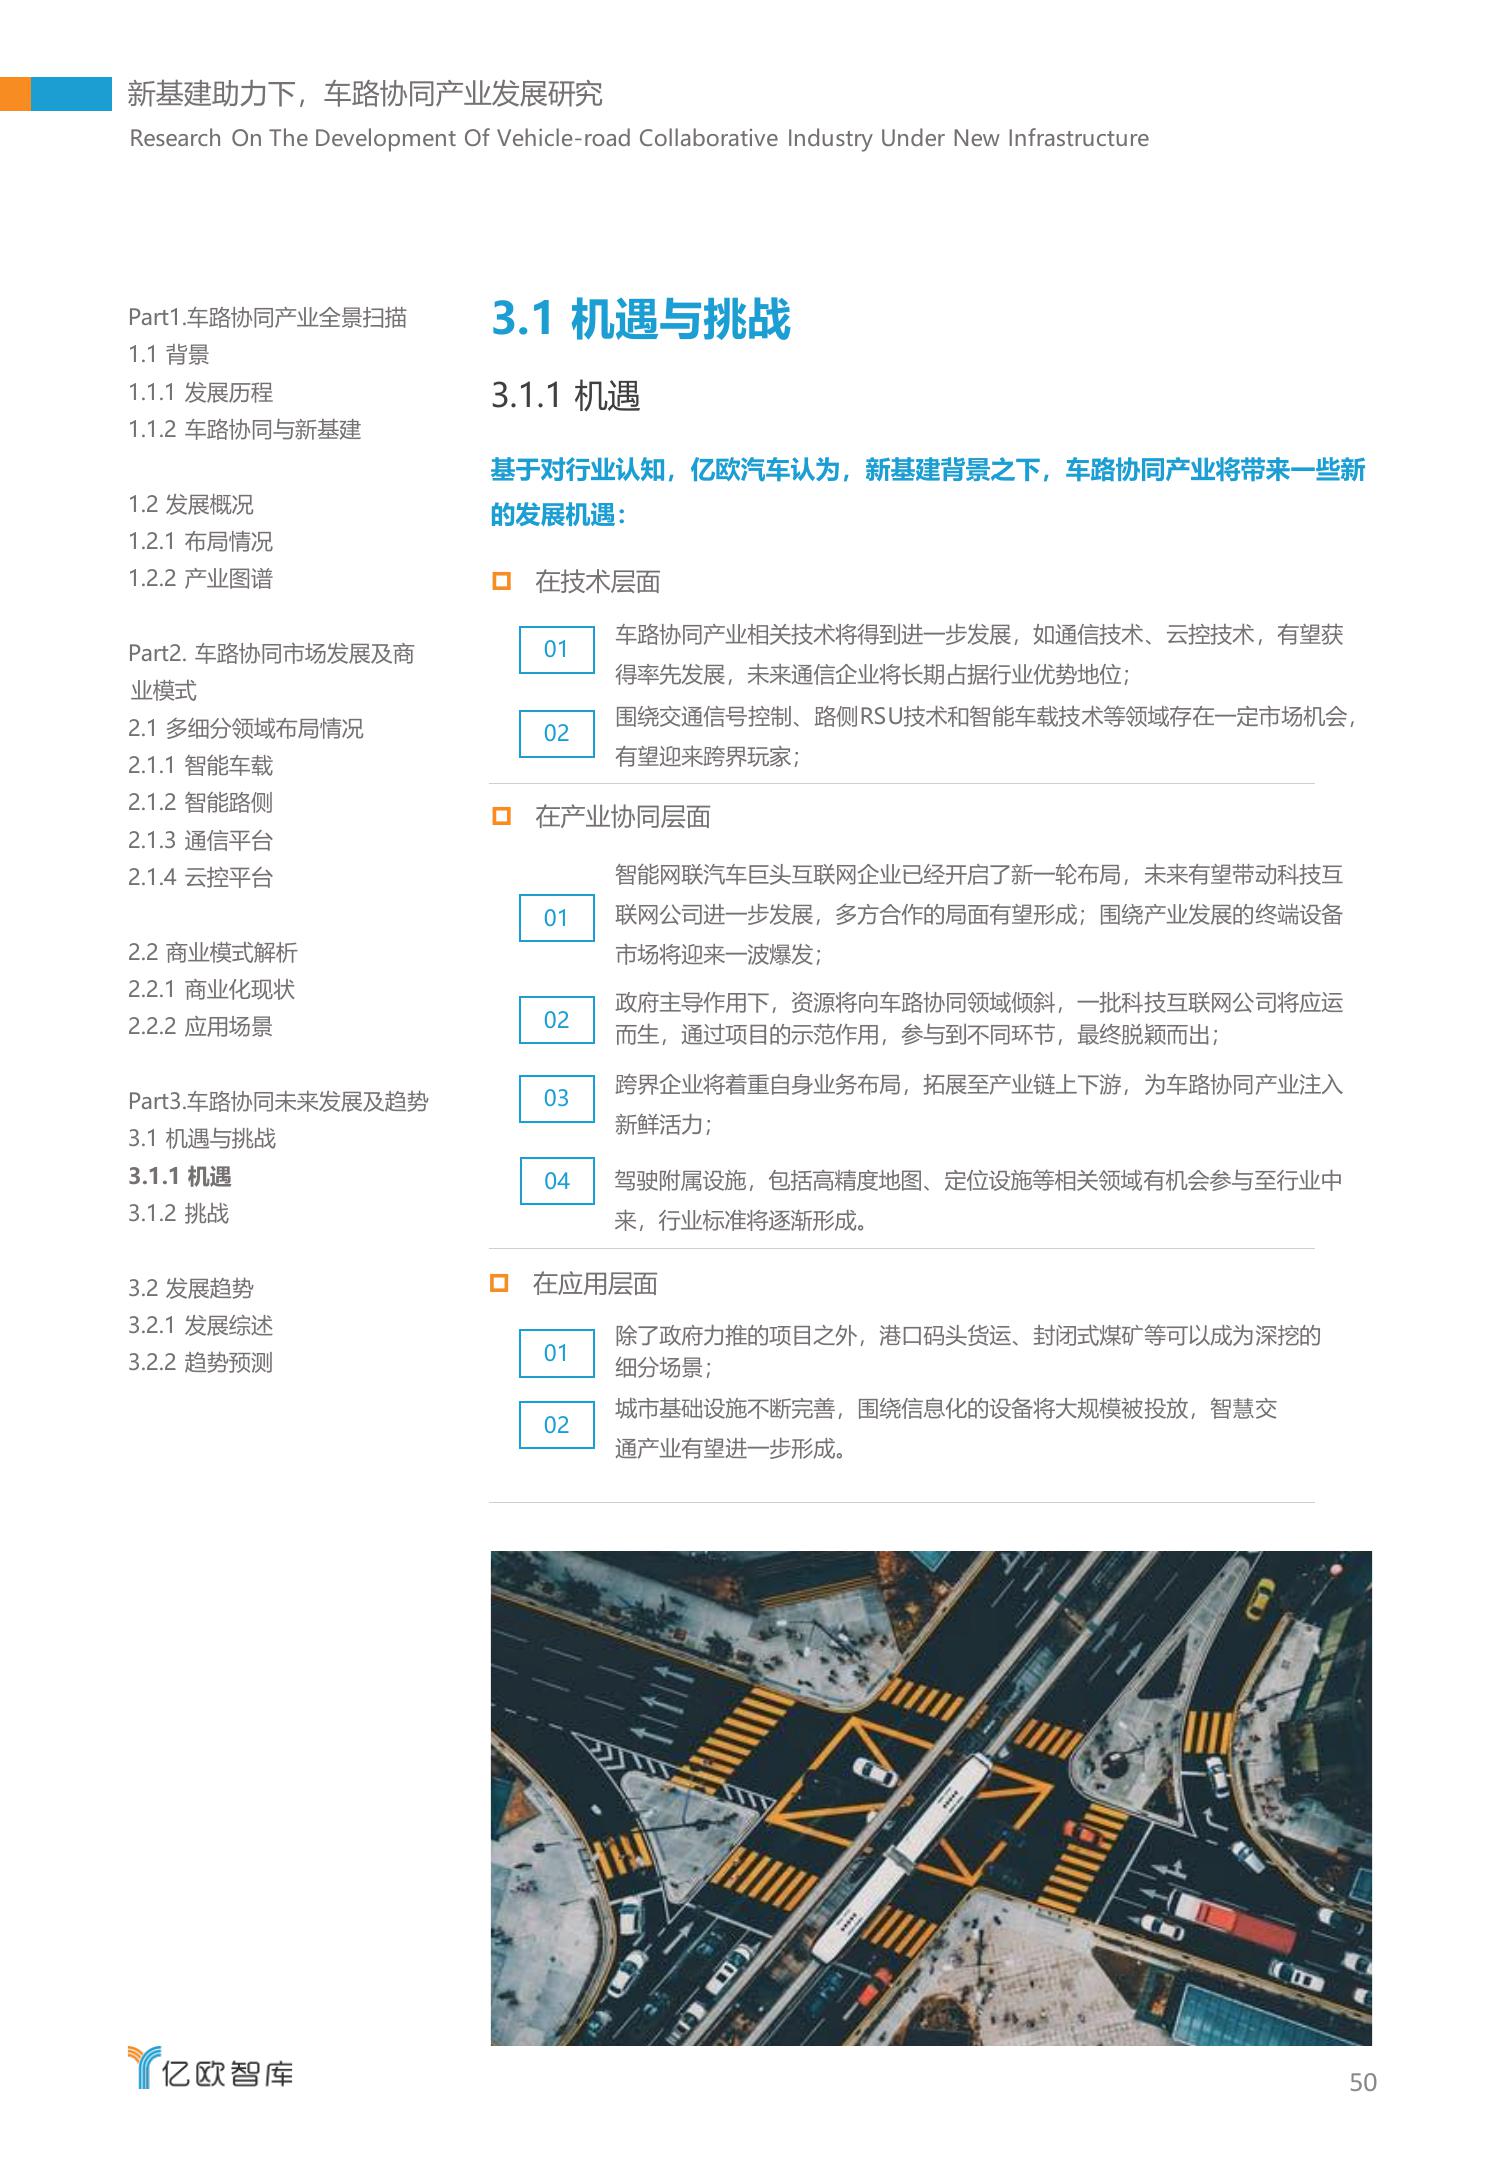 新基建助力下，车路协同产业发展研究
Research On The Development Of Vehicle-road Collaborative Industry Under New Infrastructure
Part1.车路协同产业全景扫描
1.1 背景
1.1.1 发展历程
1.1.2 车路协同与新基建
1.2 发展概况
1.2.1 布局情况
1.2.2 产业图谱
Part2. 车路协同市场发展及商
业模式
2.1 多细分领域布局情况
2.1.1 智能车载
2.1.2 智能路侧
2.1.3 通信平台
2.1.4 云控平台
2.2 商业模式解析
2.2.1 商业化现状
2.2.2 应用场景
Part3.车路协同未来发展及趋势
3.1 机遇与挑战
3.1.1 机遇
3.1.2 挑战
3.2 发展趋势
3.2.1 发展综述
3.2.2 趋势预测
3.1 机遇与挑战
3.1.1 机遇
基于对行业认知，亿欧汽车认为，新基建背景之下，车路协同产业将带来一些新
的发展机遇：
在技术层面
01
车路协同产业相关技术将得到进一步发展，如通信技术、云控技术，有望获
得率先发展，未来通信企业将长期占据行业优势地位；
02
围绕交通信号控制、路侧RSU技术和智能车载技术等领域存在一定市场机会，
有望迎来跨界玩家；
在产业协同层面
01
智能网联汽车巨头互联网企业已经开启了新一轮布局，未来有望带动科技互
联网公司进一步发展，多方合作的局面有望形成；围绕产业发展的终端设备
市场将迎来一波爆发；
02
政府主导作用下，资源将向车路协同领域倾斜，一批科技互联网公司将应运
而生，通过项目的示范作用，参与到不同环节，最终脱颖而出；
03
跨界企业将着重自身业务布局，拓展至产业链上下游，为车路协同产业注入
新鲜活力；
04
驾驶附属设施，包括高精度地图、定位设施等相关领域有机会参与至行业中
来，行业标准将逐渐形成。
在应用层面
01
除了政府力推的项目之外，港口码头货运、封闭式煤矿等可以成为深挖的
细分场景；
02
城市基础设施不断完善，围绕信息化的设备将大规模被投放，智慧交
通产业有望进一步形成。
亿欧智库
50